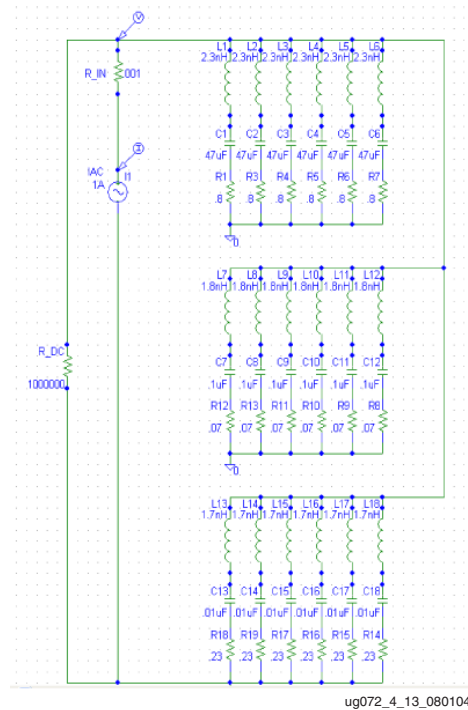 V
R_IN 001
I
IAC I1
1A
R_DC
1000000
L1 L2 L3 L4 L5 L6
2.3nH 2.3nH 2.3nH 2.3nH 2.3nH 2.3nH
C1 C2 C3 C4 C5 C6
47uF 47uF 47uF 47uF 47uF 47uF
R1 R3 R4 R5 R6 R7
.8 .8 .8 .8 .8 .8
0
L7 L8 L9 L10 L11 L12
1.8nH 1.8nH 1.8nH 1.8nH 1.8nH 1.8nH
C7 C8 C9 C10 C11 C12
.1uF .1uF .1uF .1uF .1uF .1uF
R12 R13 R11 R10 R9 R8
.07 .07 .07 .07 .07 .07
0
L13 L14 L15 L16 L17 L18
1.7nH 1.7nH 1.7nH 1.7nH 1.7nH 1.7nH
C13 C14 C15 C16 C17 C18
.01uF .01uF .01uF .01uF .01uF .01uF
R18 R19 R17 R16 R15 R14
.23 .23 .23 .23 .23 .23
ug072_4_13_080104